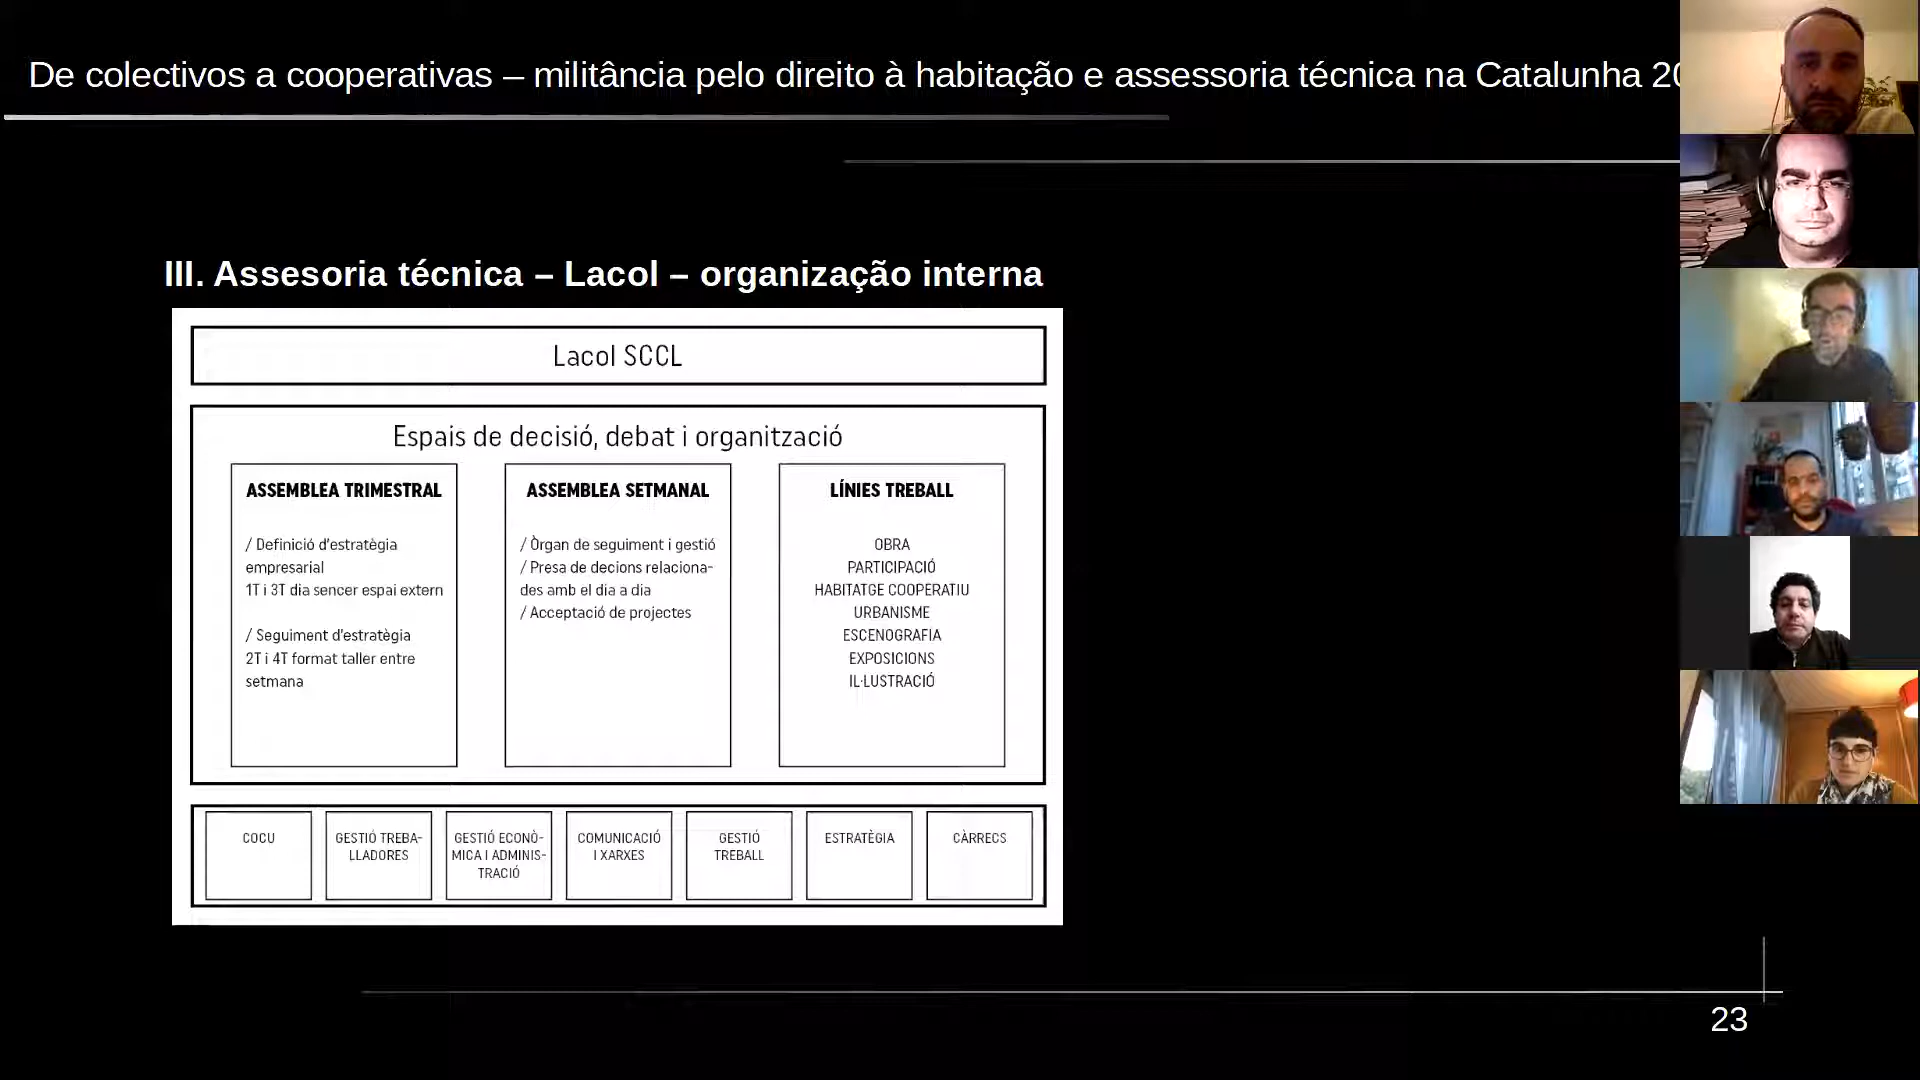 De colectivos a cooperativas – militância pelo direito à habitação e assessoria técnica na Catalunha 20
III. Assesoria técnica – Lacol – organização interna
Lacol SCCL
Espais de decisió, debat i organització
ASSEMBLEA TRIMESTRAL
/ Definició d'estratègia
empresarial
1T i 3T dia sencer espai extern
/ Seguiment d'estratègia
2T i 4T format taller entre
setmana
ASSEMBLEA SETMANAL
/ Òrgan de seguiment i gestió
/ Presa de decions relaciona-
des amb el dia a dia
/ Acceptació de projectes
LÍNIES TREBALL
OBRA
PARTICIPACIÓ
HABITATGE COOPERATIU
URBANISME
ESCENOGRAFIA
EXPOSICIONS
IL·LUSTRACIÓ
COCU
GESTIÓ TREBA-
LLADORES
GESTIÓ ECONÒ-
MICA I ADMINIS-
TRACIÓ
COMUNICACIÓ
I XARXES
GESTIÓ
TREBALL
ESTRATÈGIA
CÀRRECS
23